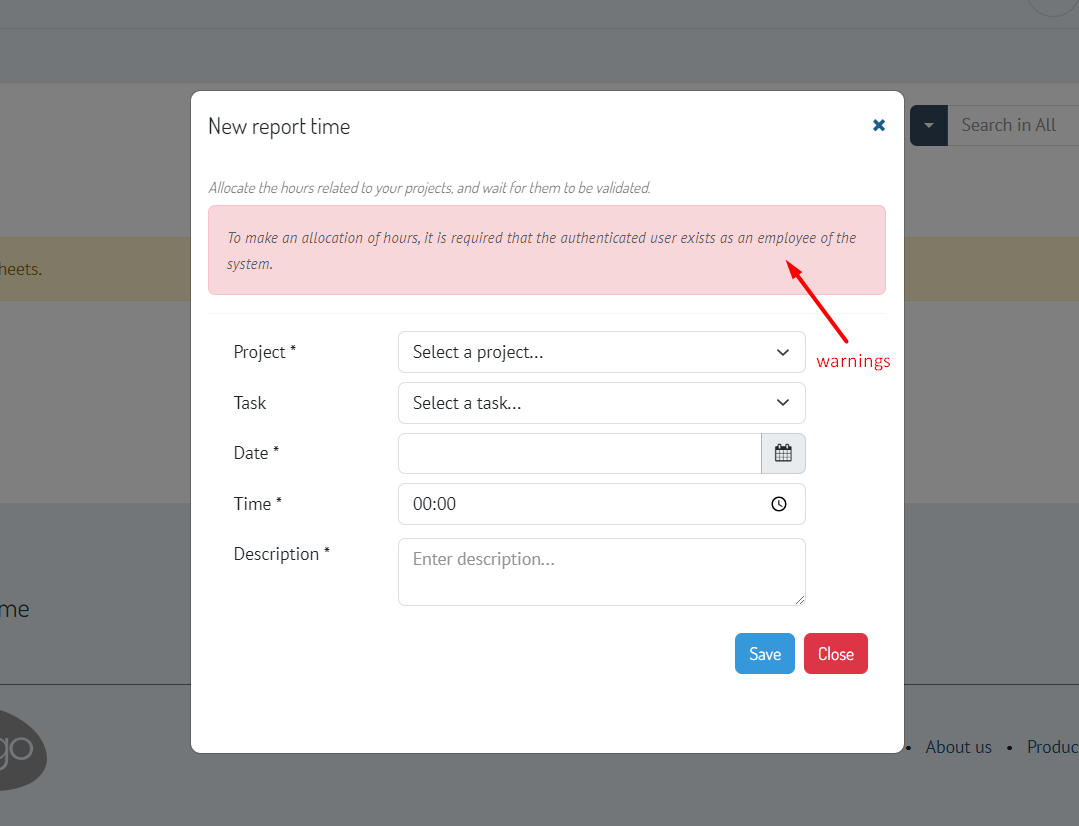 New report time
Search in All
Allocate the hours related to your projects, and wait for them to be validated.
To make an allocation of hours, it is required that the authenticated user exists as an employee of the
system.
heets.
Project *
Select a project...
warnings
Task
Select a task...
Date *
Time *
00:00
Description *
Enter description...
me
Save
Close
go
• About us • Produc